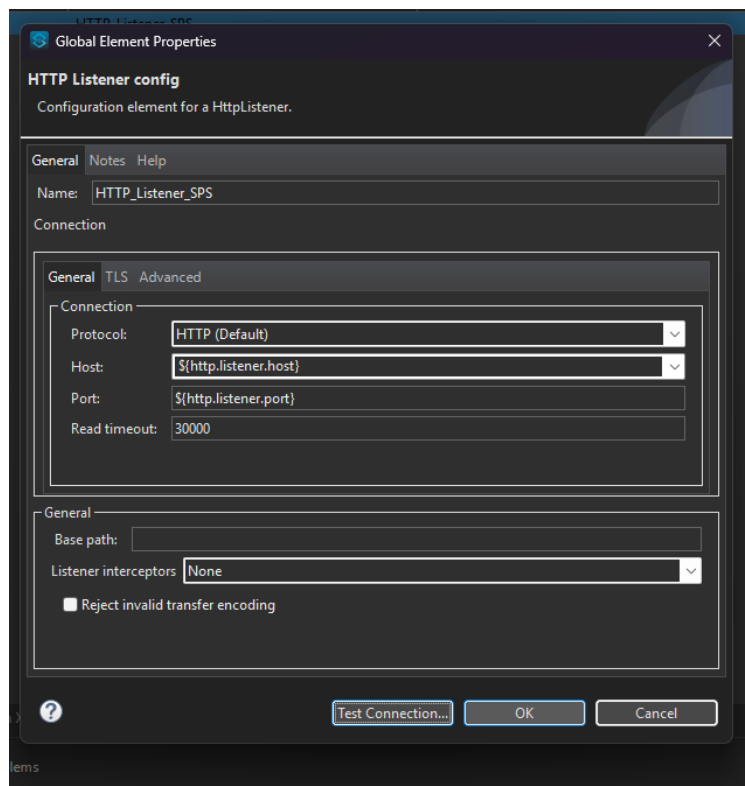 HTTP_Listener_SPS
Global Element Properties
HTTP Listener config
Configuration element for a HttpListener.
General Notes Help
Name: HTTP_Listener_SPS
Connection
General TLS Advanced
Connection
Protocol: HTTP (Default)
Host: ${http.listener.host}
Port: ${http.listener.port}
Read timeout: 30000
General
Base path:
Listener interceptors None
Reject invalid transfer encoding
? Test Connection... OK Cancel
lems